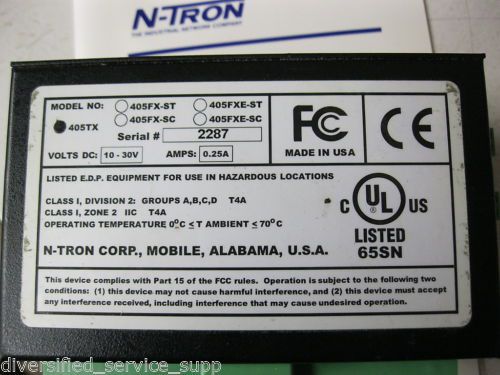 N-TRON
THE INDUSTRIAL NETWORK COMPANY
MODEL NO: 405FX-ST 405FXE-ST
405TX 405FX-SC 405FXE-SC
Serial # 2287
VOLTS DC: 10 - 30V AMPS: 0.25A
FC
MADE IN USA
LISTED E.D.P. EQUIPMENT FOR USE IN HAZARDOUS LOCATIONS
CLASS I, DIVISION 2: GROUPS A,B,C,D T4A
CLASS I, ZONE 2 IIC T4A
OPERATING TEMPERATURE 0°C ≤ T AMBIENT ≤ 70°C
N-TRON CORP., MOBILE, ALABAMA, U.S.A.
C UL US
®
LISTED
65SN
This device complies with Part 15 of the FCC rules. Operation is subject to the following two
conditions: (1) this device may not cause harmful interference, and (2) this device must accept
any interference received, including interference that may cause undesired operation.
diversified_service_supp